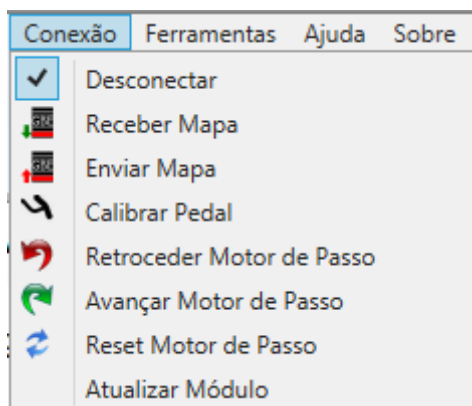 Conexão Ferramentas Ajuda Sobre
Desconectar
Receber Mapa
Enviar Mapa
Calibrar Pedal
Retroceder Motor de Passo
Avançar Motor de Passo
Reset Motor de Passo
Atualizar Módulo